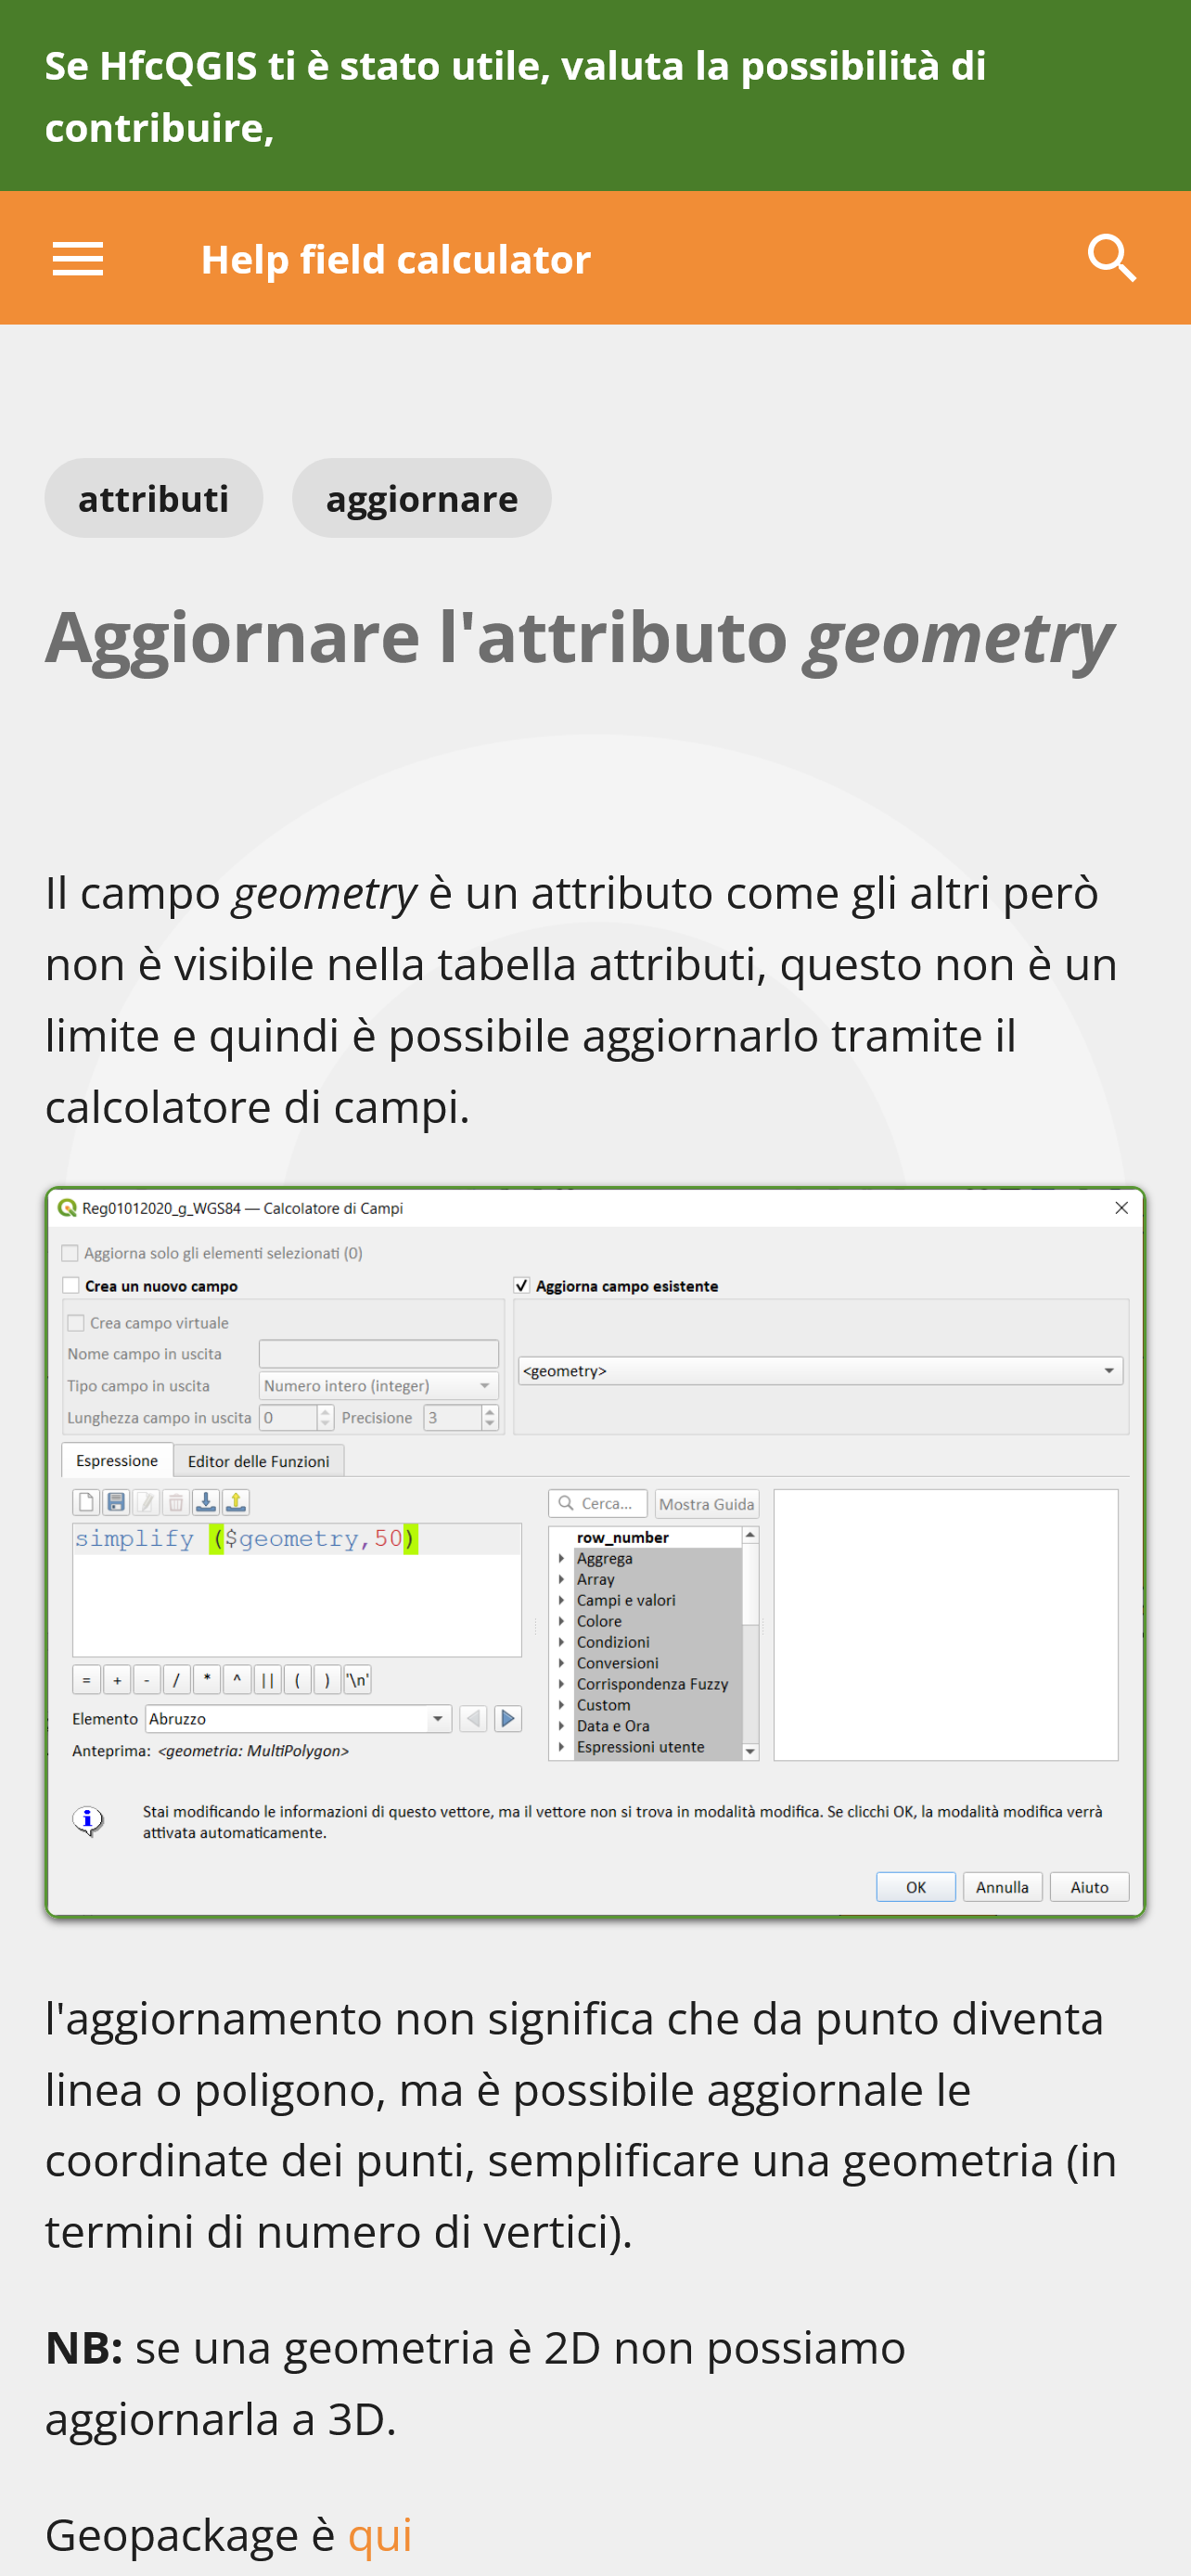 Se HfcQGIS ti è stato utile, valuta la possibilità di
contribuire,
Help field calculator
attributi aggiornare
Aggiornare l'attributo geometry
Il campo geometry è un attributo come gli altri però
non è visibile nella tabella attributi, questo non è un
limite e quindi è possibile aggiornarlo tramite il
calcolatore di campi.
Reg01012020_g_WGS84 — Calcolatore di Campi
Aggiorna solo gli elementi selezionati (0)
Crea un nuovo campo
Crea campo virtuale
Nome campo in uscita
Tipo campo in uscita Numero intero (integer)
Lunghezza campo in uscita 0 Precisione 3
Aggiorna campo esistente
<geometry>
Espressione Editor delle Funzioni
simplify ($geometry,50)
= + - / * ^ || ( ) '\n'
Elemento Abruzzo
Anteprima: <geometria: MultiPolygon>
Cerca... Mostra Guida
row_number
Aggrega
Array
Campi e valori
Colore
Condizioni
Conversioni
Corrispondenza Fuzzy
Custom
Data e Ora
Espressioni utente
Stai modificando le informazioni di questo vettore, ma il vettore non si trova in modalità modifica. Se clicchi OK, la modalità modifica verrà
attivata automaticamente.
OK Annulla Aiuto
l'aggiornamento non significa che da punto diventa
linea o poligono, ma è possibile aggiornale le
coordinate dei punti, semplificare una geometria (in
termini di numero di vertici).
NB: se una geometria è 2D non possiamo
aggiornarla a 3D.
Geopackage è qui